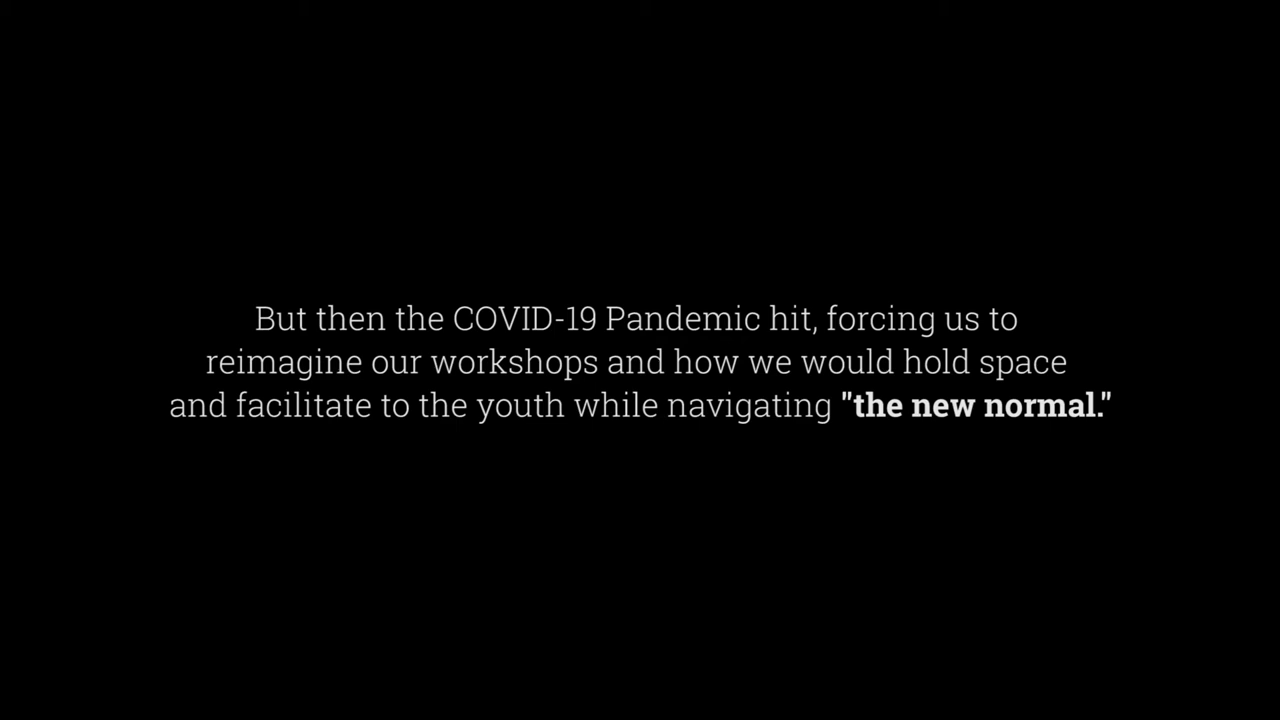 But then the COVID-19 Pandemic hit, forcing us to
reimagine our workshops and how we would hold space
and facilitate to the youth while navigating "the new normal."